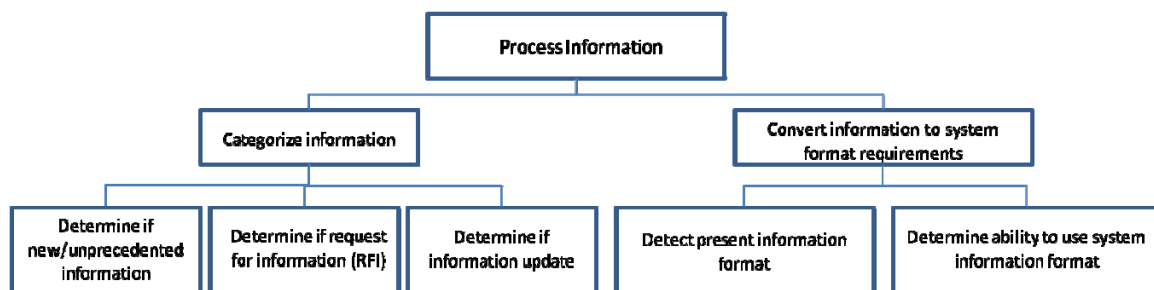 Process Information
Categorize information
Convert information to system
format requirements
Determine if
new/unprecedented
information
Determine if request
for information (RFI)
Determine if
information update
Detect present information
format
Determine ability to use system
information format